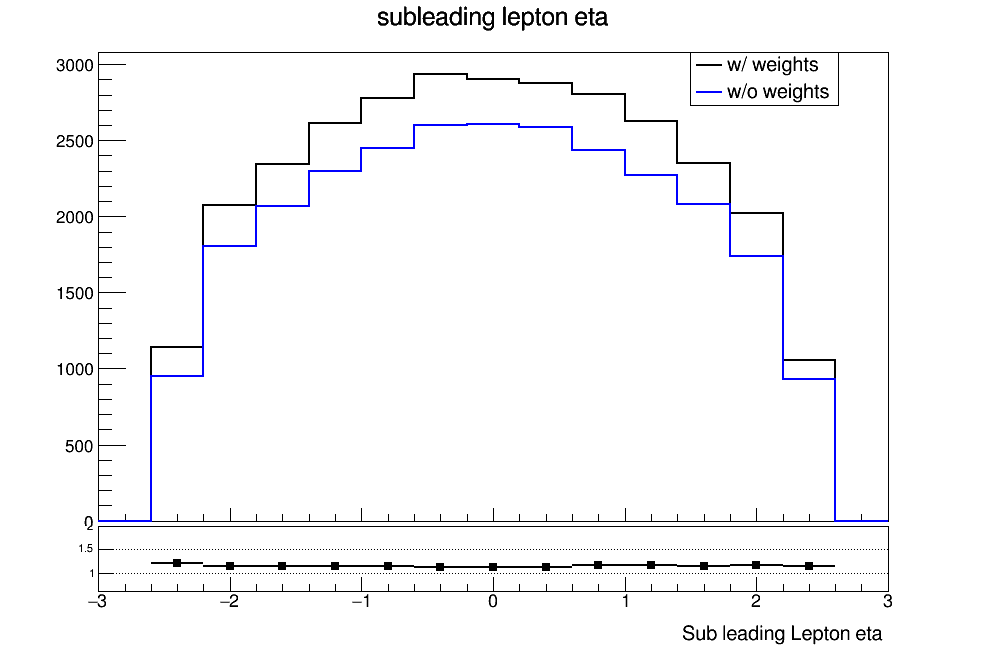 subleading lepton eta
w/ weights
w/o weights
3000
2500
2000
1500
1000
500
0
2
1.5
1
−3 −2 −1 0 1 2 3
Sub leading Lepton eta